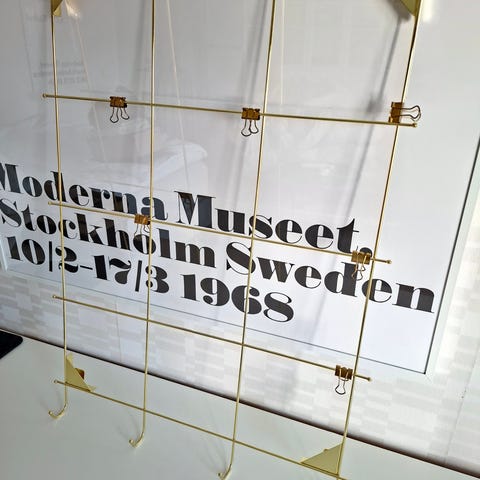 Moderna Museet,
Stockholm Sweden
10/2–17/3 1968